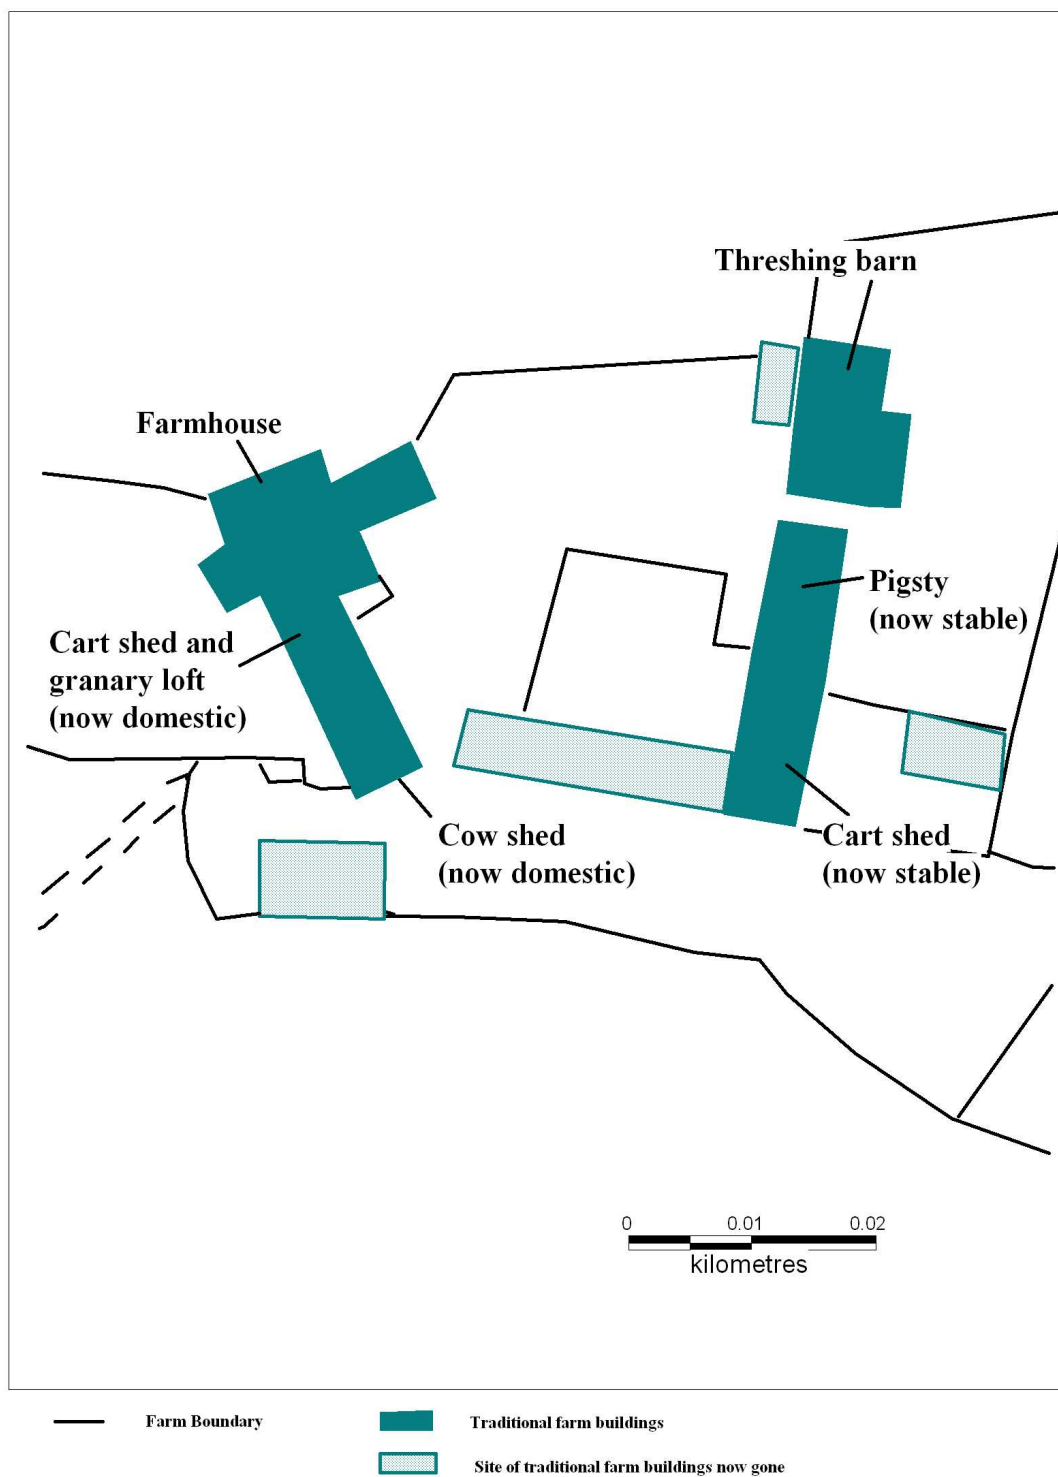 Threshing barn
Farmhouse
Pigsty
(now stable)
Cart shed and
granary loft
(now domestic)
Cow shed
(now domestic)
Cart shed
(now stable)
0 0.01 0.02
kilometres
Farm Boundary
Traditional farm buildings
Site of traditional farm buildings now gone